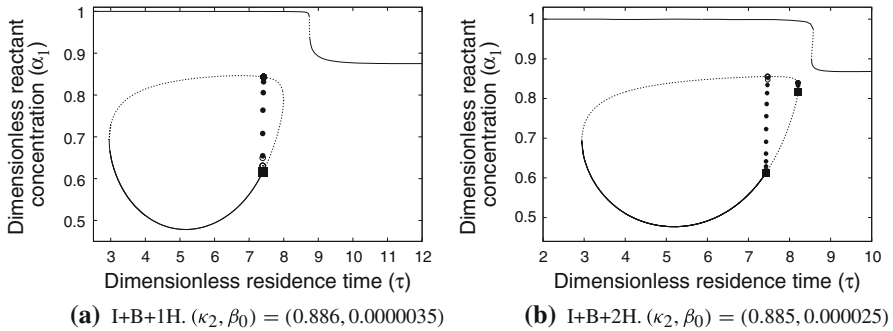 1
0.9
0.8
0.7
0.6
0.5
3 4 5 6 7 8 9 10 11 12
Dimensionless reactant
concentration (α₁)
Dimensionless residence time (τ)
(a) I+B+1H. (κ₂, β₀) = (0.886, 0.0000035)
1
0.9
0.8
0.7
0.6
0.5
2 3 4 5 6 7 8 9 10
Dimensionless reactant
concentration (α₁)
Dimensionless residence time (τ)
(b) I+B+2H. (κ₂, β₀) = (0.885, 0.000025)